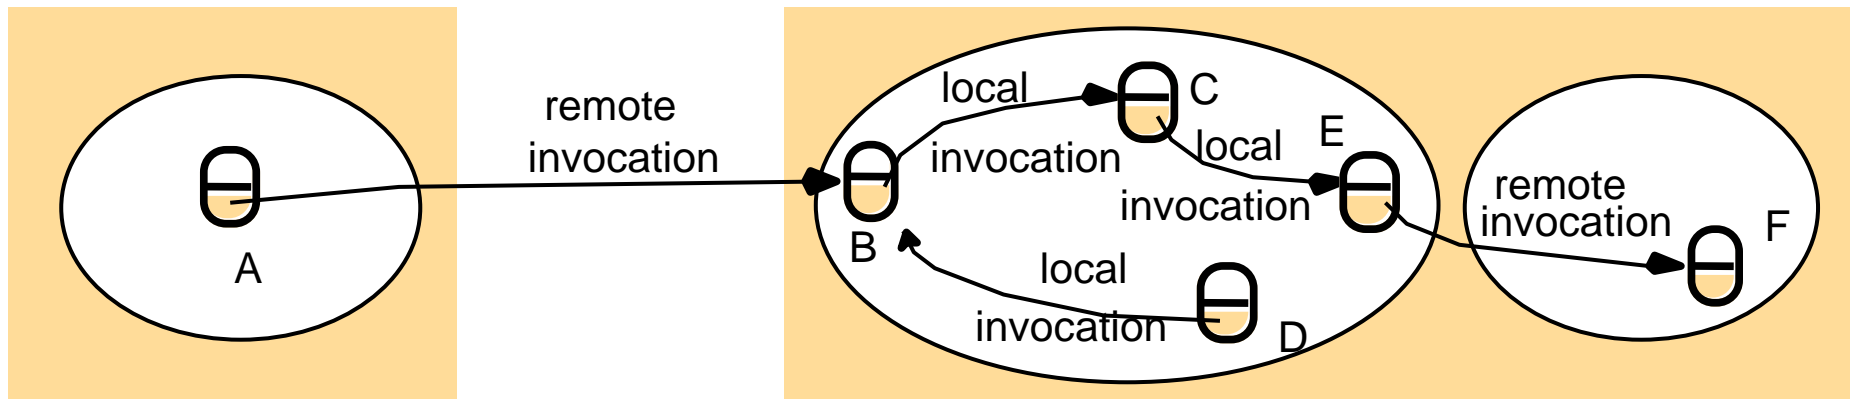 remote
invocation
A
local
invocation
B
C
local
invocation
E
local
invocation
D
remote
invocation
F